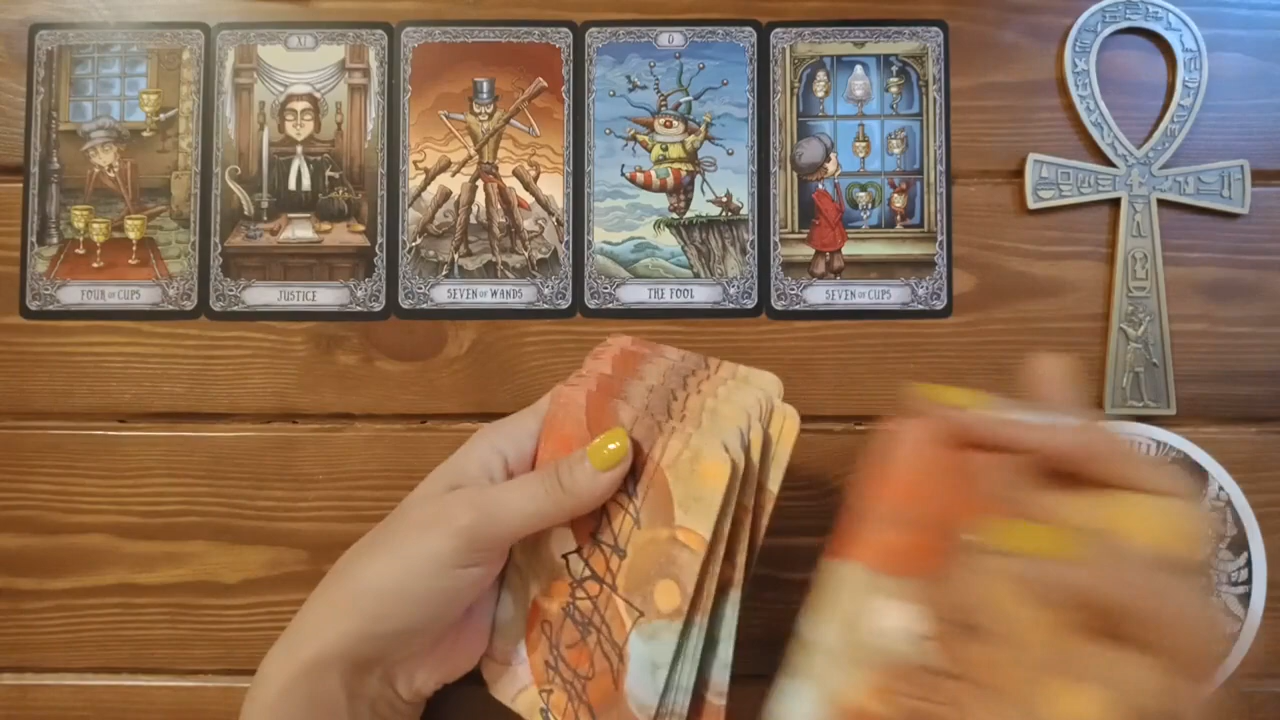 XI
0
FOUR OF CUPS
JUSTICE
SEVEN OF WANDS
THE FOOL
SEVEN OF CUPS